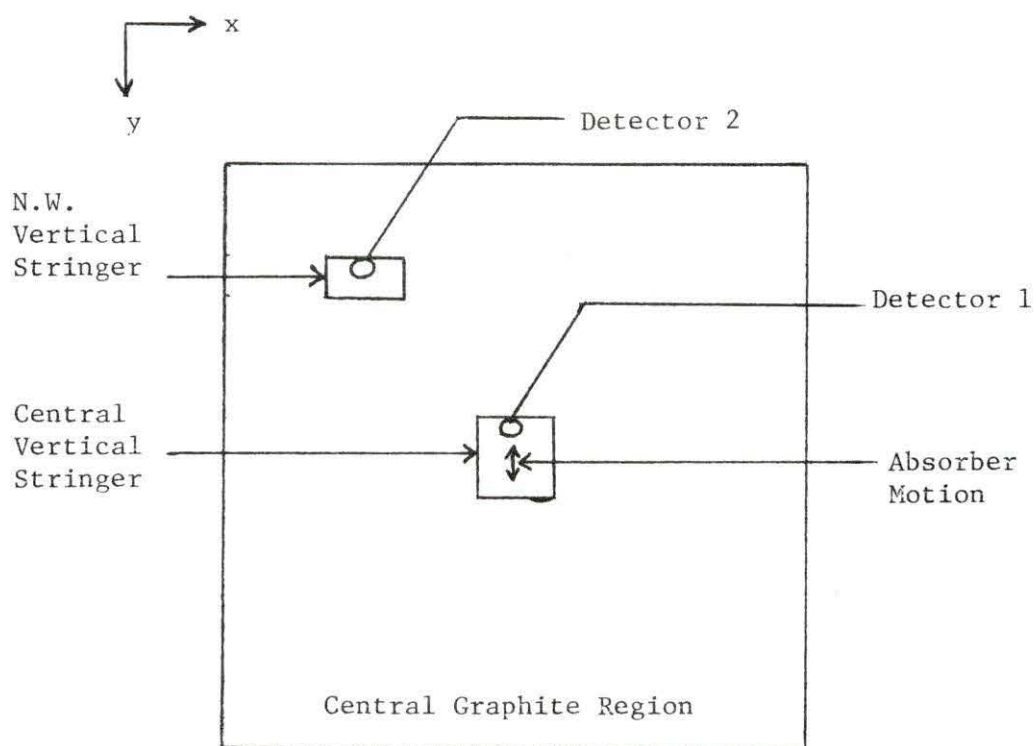 x
y
Detector 2
N.W.
Vertical
Stringer
Detector 1
Central
Vertical
Stringer
Absorber
Motion
Central Graphite Region